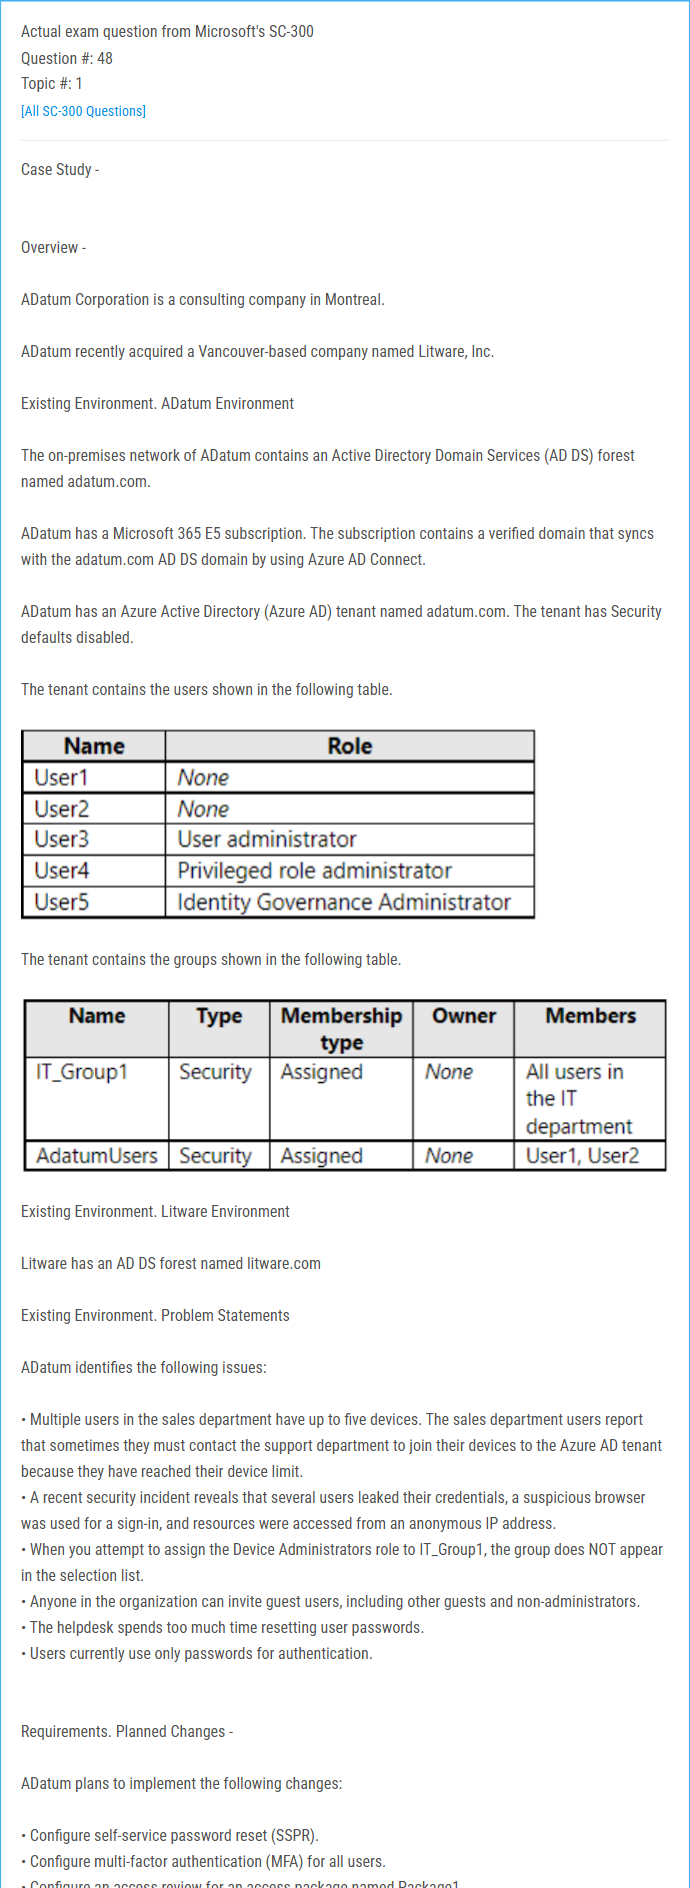 Actual exam question from Microsoft's SC-300
Question #: 48
Topic #: 1
[All SC-300 Questions]
Case Study -
Overview -
ADatum Corporation is a consulting company in Montreal.
ADatum recently acquired a Vancouver-based company named Litware, Inc.
Existing Environment. ADatum Environment
The on-premises network of ADatum contains an Active Directory Domain Services (AD DS) forest
named adatum.com.
ADatum has a Microsoft 365 E5 subscription. The subscription contains a verified domain that syncs
with the adatum.com AD DS domain by using Azure AD Connect.
ADatum has an Azure Active Directory (Azure AD) tenant named adatum.com. The tenant has Security
defaults disabled.
The tenant contains the users shown in the following table.
Name Role
User1 None
User2 None
User3 User administrator
User4 Privileged role administrator
User5 Identity Governance Administrator
The tenant contains the groups shown in the following table.
Name Type Membership type Owner Members
IT_Group1 Security Assigned None All users in
the IT
department
AdatumUsers Security Assigned None User1, User2
Existing Environment. Litware Environment
Litware has an AD DS forest named litware.com
Existing Environment. Problem Statements
ADatum identifies the following issues:
• Multiple users in the sales department have up to five devices. The sales department users report
that sometimes they must contact the support department to join their devices to the Azure AD tenant
because they have reached their device limit.
• A recent security incident reveals that several users leaked their credentials, a suspicious browser
was used for a sign-in, and resources were accessed from an anonymous IP address.
• When you attempt to assign the Device Administrators role to IT_Group1, the group does NOT appear
in the selection list.
• Anyone in the organization can invite guest users, including other guests and non-administrators.
• The helpdesk spends too much time resetting user passwords.
• Users currently use only passwords for authentication.
Requirements. Planned Changes -
ADatum plans to implement the following changes:
• Configure self-service password reset (SSPR).
• Configure multi-factor authentication (MFA) for all users.
• Configure an access review for an access package named Package1.